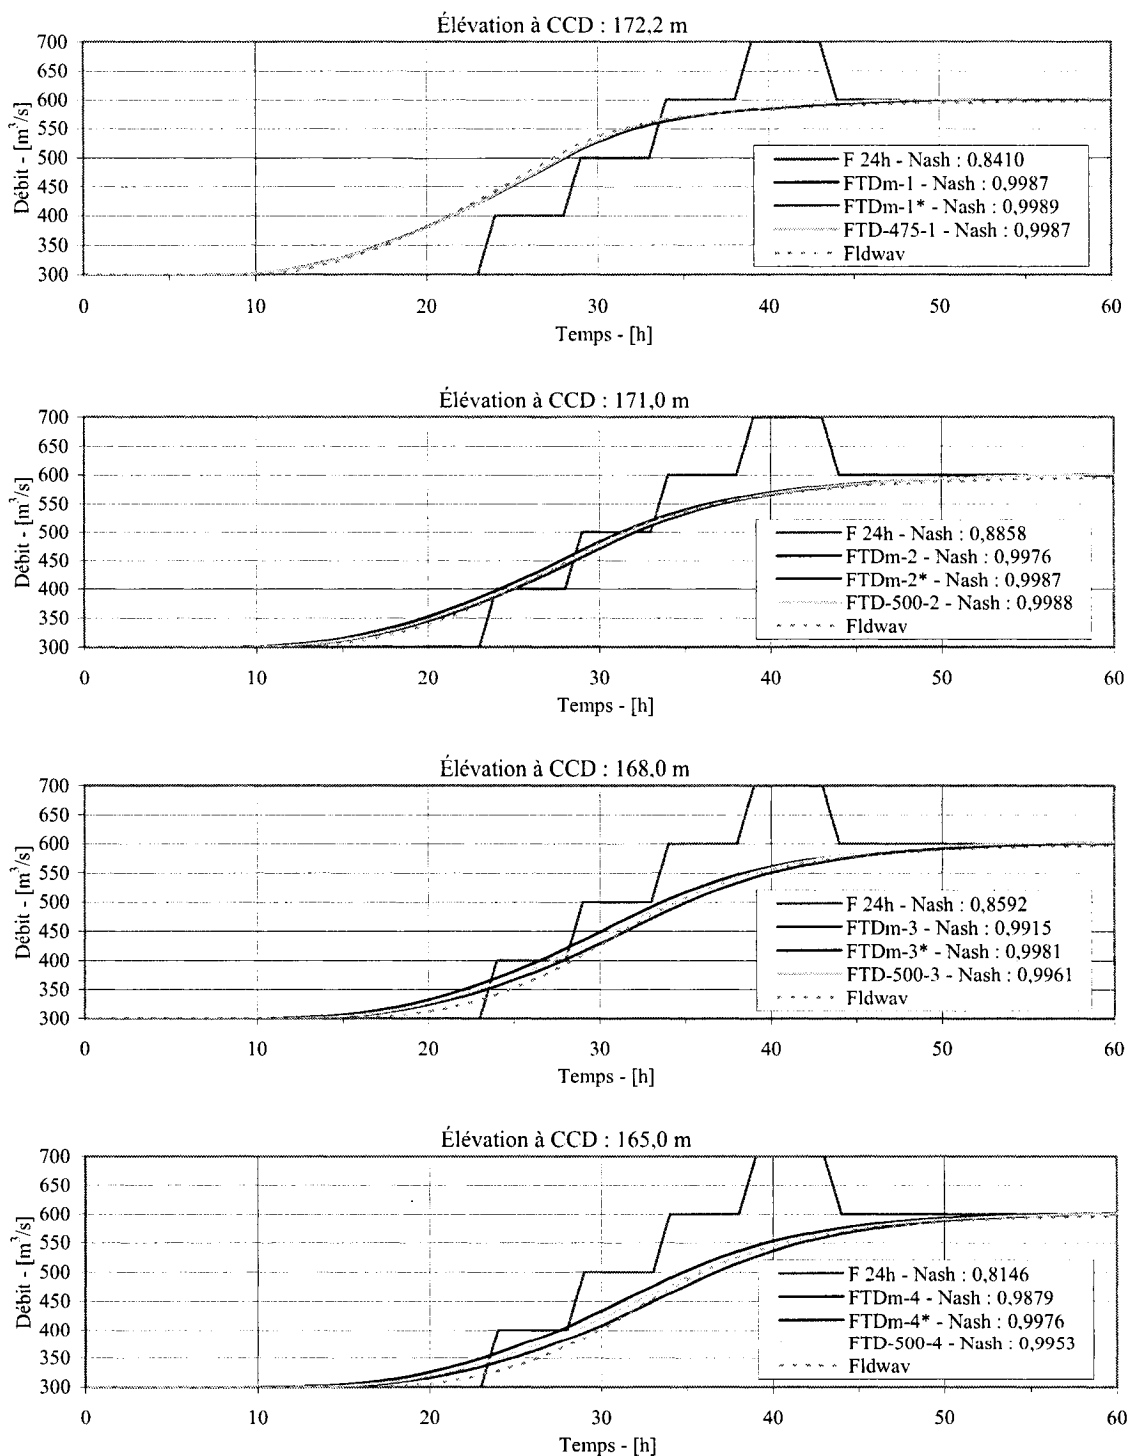 Élévation à CCD : 172,2 m
700
650
600
550
500
450
400
350
300
Débit - [m³/s]
F 24h - Nash : 0.8410
FTDm-1 - Nash : 0,9987
FTDm-1* - Nash : 0,9989
FTD-475-1 - Nash : 0,9987
Fldwav
0 10 20 30 40 50 60
Temps - [h]
Élévation à CCD : 171,0 m
700
650
600
550
500
450
400
350
300
Débit - [m³/s]
F 24h - Nash : 0,8858
FTDm-2 - Nash : 0,9976
FTDm-2* - Nash : 0,9987
FTD-500-2 - Nash : 0,9988
Fldwav
0 10 20 30 40 50 60
Temps - [h]
Élévation à CCD : 168,0 m
700
650
600
550
500
450
400
350
300
Débit - [m³/s]
F 24h - Nash : 0,8592
FTDm-3 - Nash : 0,9915
FTDm-3* - Nash : 0,9981
FTD-500-3 - Nash : 0,9961
Fldwav
0 10 20 30 40 50 60
Temps - [h]
Élévation à CCD : 165,0 m
700
650
600
550
500
450
400
350
300
Débit - [m³/s]
F 24h - Nash : 0,8146
FTDm-4 - Nash : 0,9879
FTDm-4* - Nash : 0,9976
FTD-500-4 - Nash : 0,9953
Fldwav
0 10 20 30 40 50 60
Temps - [h]